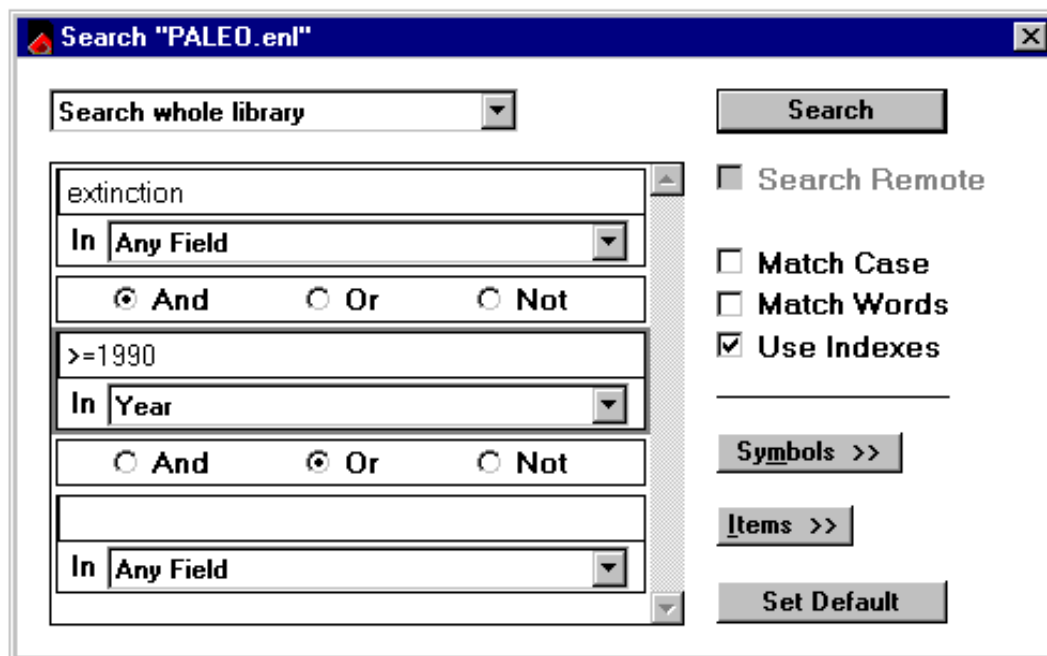 Search "PALEO.enl"
Search whole library
Search
extinction
Search Remote
In Any Field
Match Case
And Or Not
Match Words
>=1990
Use Indexes
In Year
And Or Not
Symbols >>
Items >>
In Any Field
Set Default